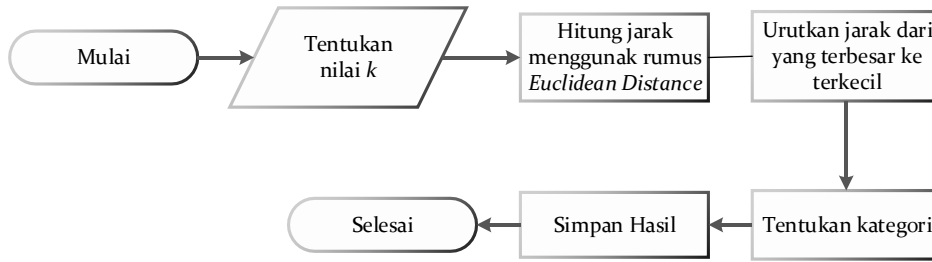 Mulai
Tentukan
nilai k
Hitung jarak
menggunak rumus
Euclidean Distance
Urutkan jarak dari
yang terbesar ke
terkecil
Tentukan kategori
Simpan Hasil
Selesai